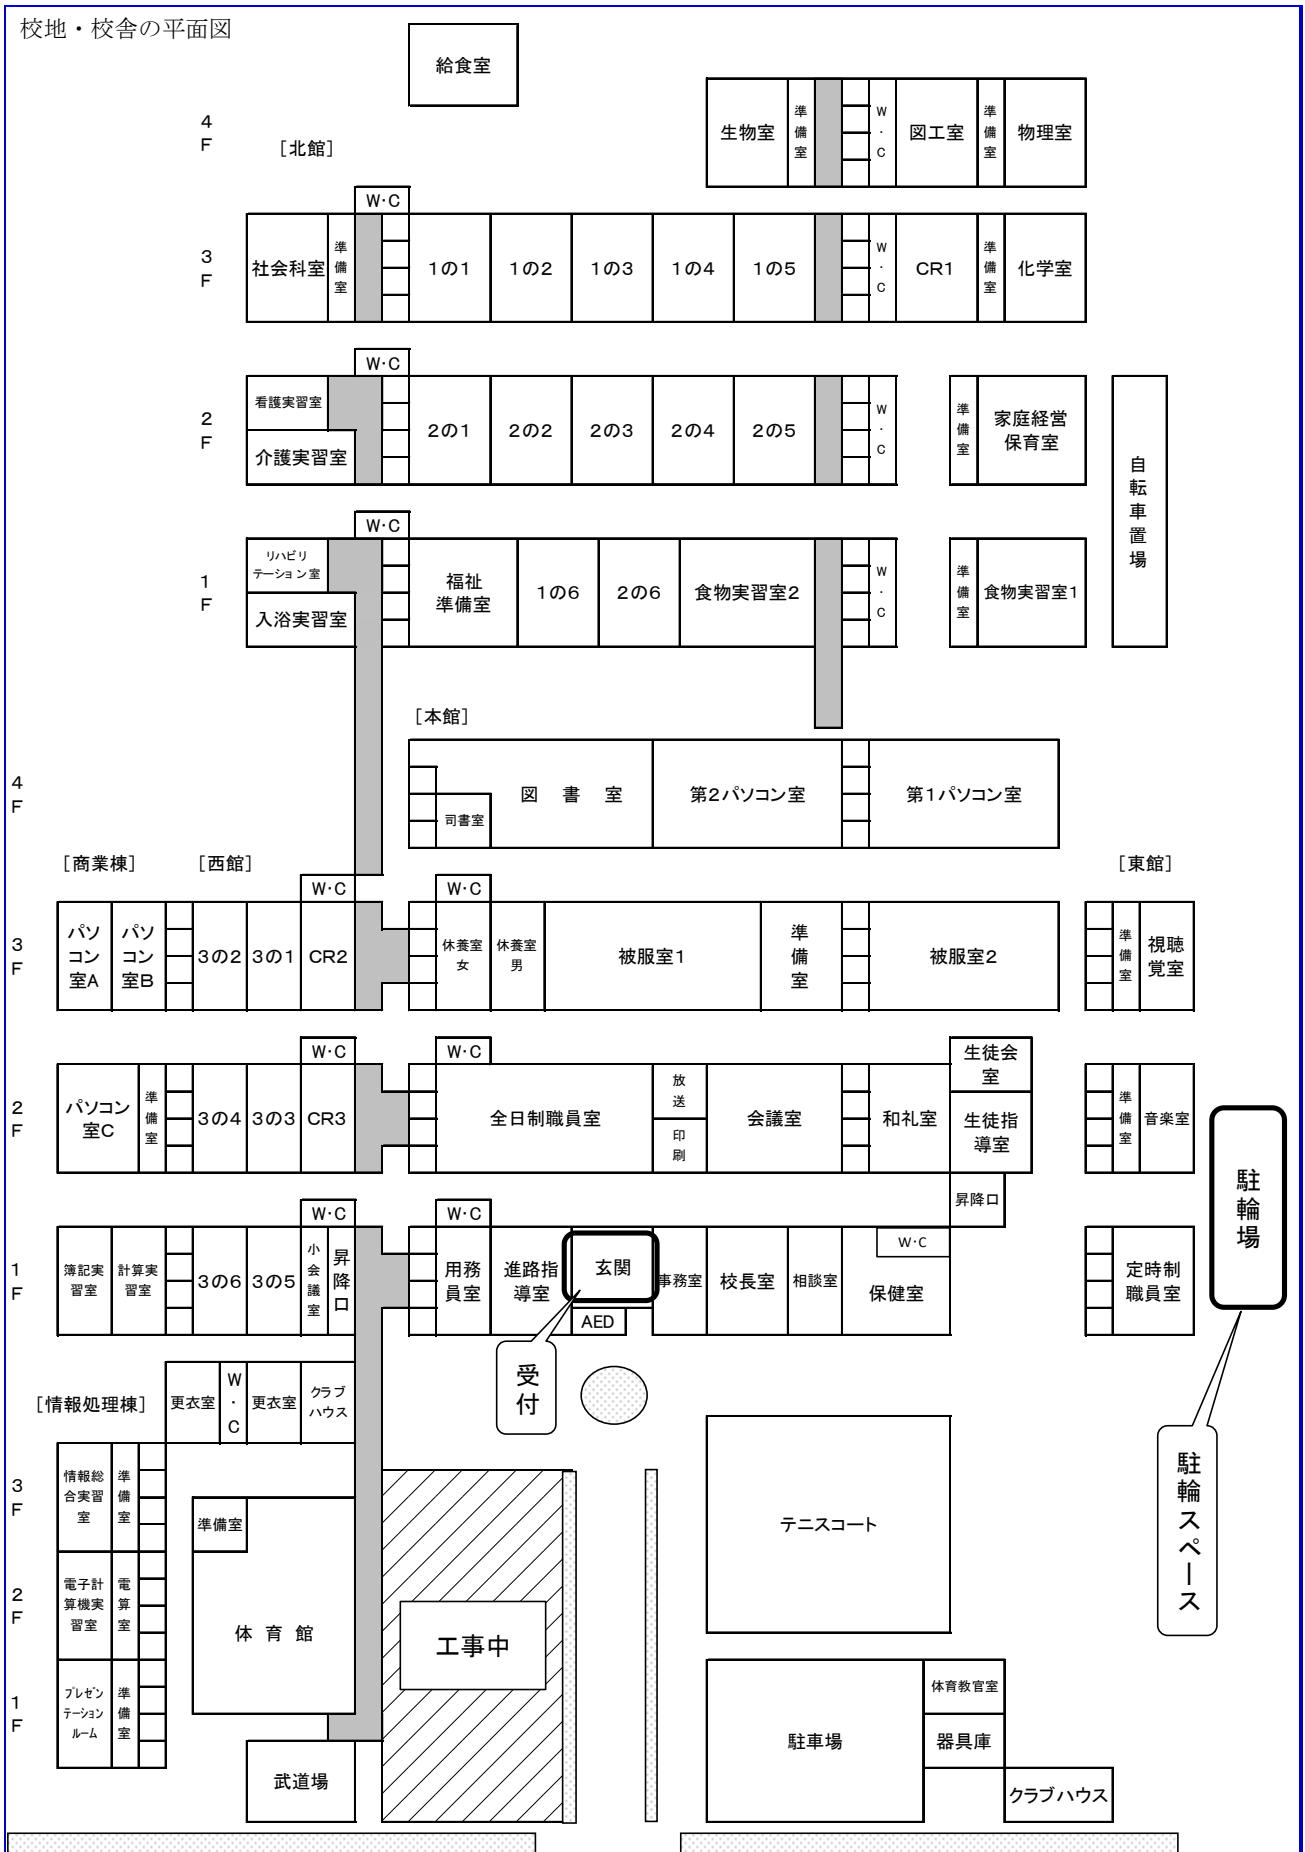 校地・校舎の平面図
給食室
4
F
[北館]
生物室
準
備
室
W
・
C
図工室
準
備
室
物理室
W・C
3
F
社会科室
準
備
室
1の1
1の2
1の3
1の4
1の5
W
・
C
CR1
準
備
室
化学室
W・C
2
F
看護実習室
介護実習室
2の1
2の2
2の3
2の4
2の5
W
・
C
準
備
室
家庭経営
保育室
自
転
車
置
場
W・C
1
F
リハビリ
テーション室
入浴実習室
福祉
準備室
1の6
2の6
食物実習室2
W
・
C
準
備
室
食物実習室1
[本館]
4
F
司書室
図 書 室
第2パソコン室
第1パソコン室
[商業棟]
[西館]
[東館]
W・C
W・C
3
F
パソ
コン
室A
パソ
コン
室B
3の2
3の1
CR2
休養室
女
休養室
男
被服室1
準
備
室
被服室2
準
備
室
視聴
覚室
W・C
W・C
生徒会
室
2
F
パソコン
室C
準
備
室
3の4
3の3
CR3
全日制職員室
放
送
印
刷
会議室
和礼室
生徒指
導室
準
備
室
音楽室
駐
輪
場
昇降口
W・C
W・C
1
F
簿記実
習室
計算実
習室
3の6
3の5
小
会
議
室
昇
降
口
用務
員室
進路指
導室
玄関
AED
事務室
校長室
相談室
W・C
保健室
定時制
職員室
受
付
[情報処理棟]
更衣室
W
・
C
更衣室
クラブ
ハウス
駐
輪
ス
ペ
ー
ス
3
F
情報総
合実習
室
準
備
室
準備室
テニスコート
2
F
電子計
算機実
習室
電
算
室
体 育 館
工事中
1
F
プレゼン
テーション
ルーム
準
備
室
武道場
駐車場
体育教官室
器具庫
クラブハウス